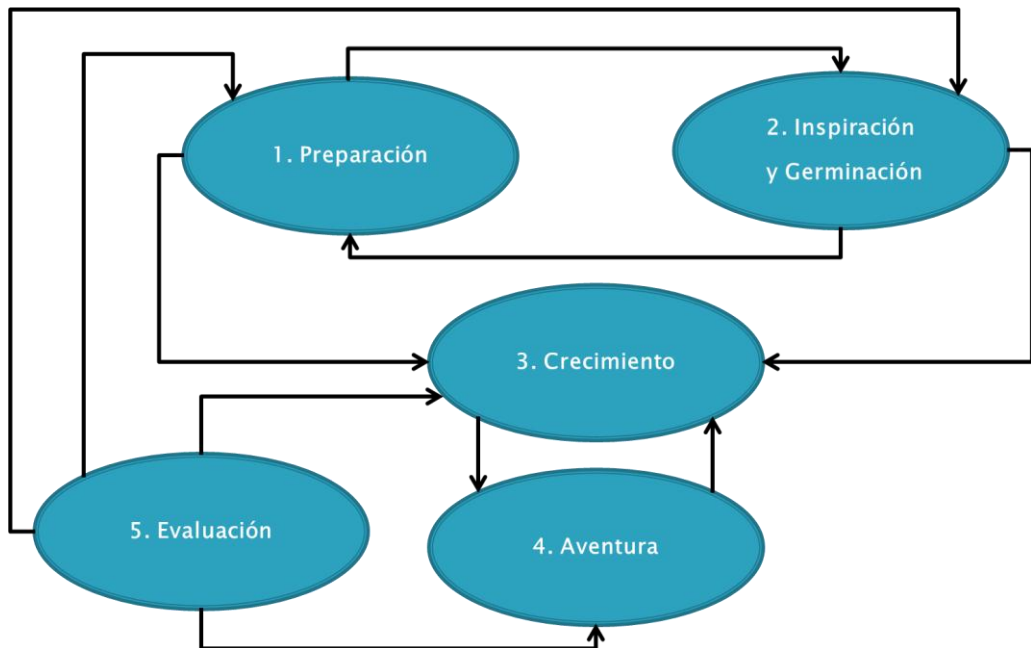 1. Preparación
2. Inspiración
y Germinación
3. Crecimiento
5. Evaluación
4. Aventura